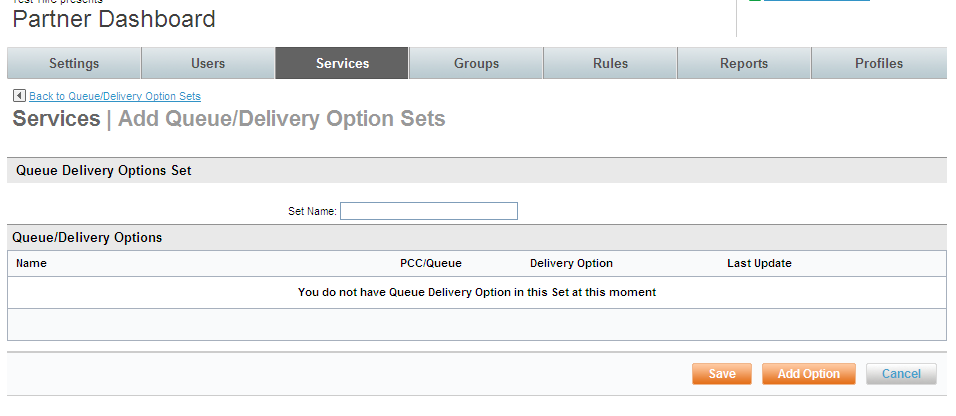 Partner Dashboard
Settings Users Services Groups Rules Reports Profiles
Back to Queue/Delivery Option Sets
Services | Add Queue/Delivery Option Sets
Queue Delivery Options Set
Set Name:
Queue/Delivery Options
Name PCC/Queue Delivery Option Last Update
You do not have Queue Delivery Option in this Set at this moment
Save Add Option Cancel